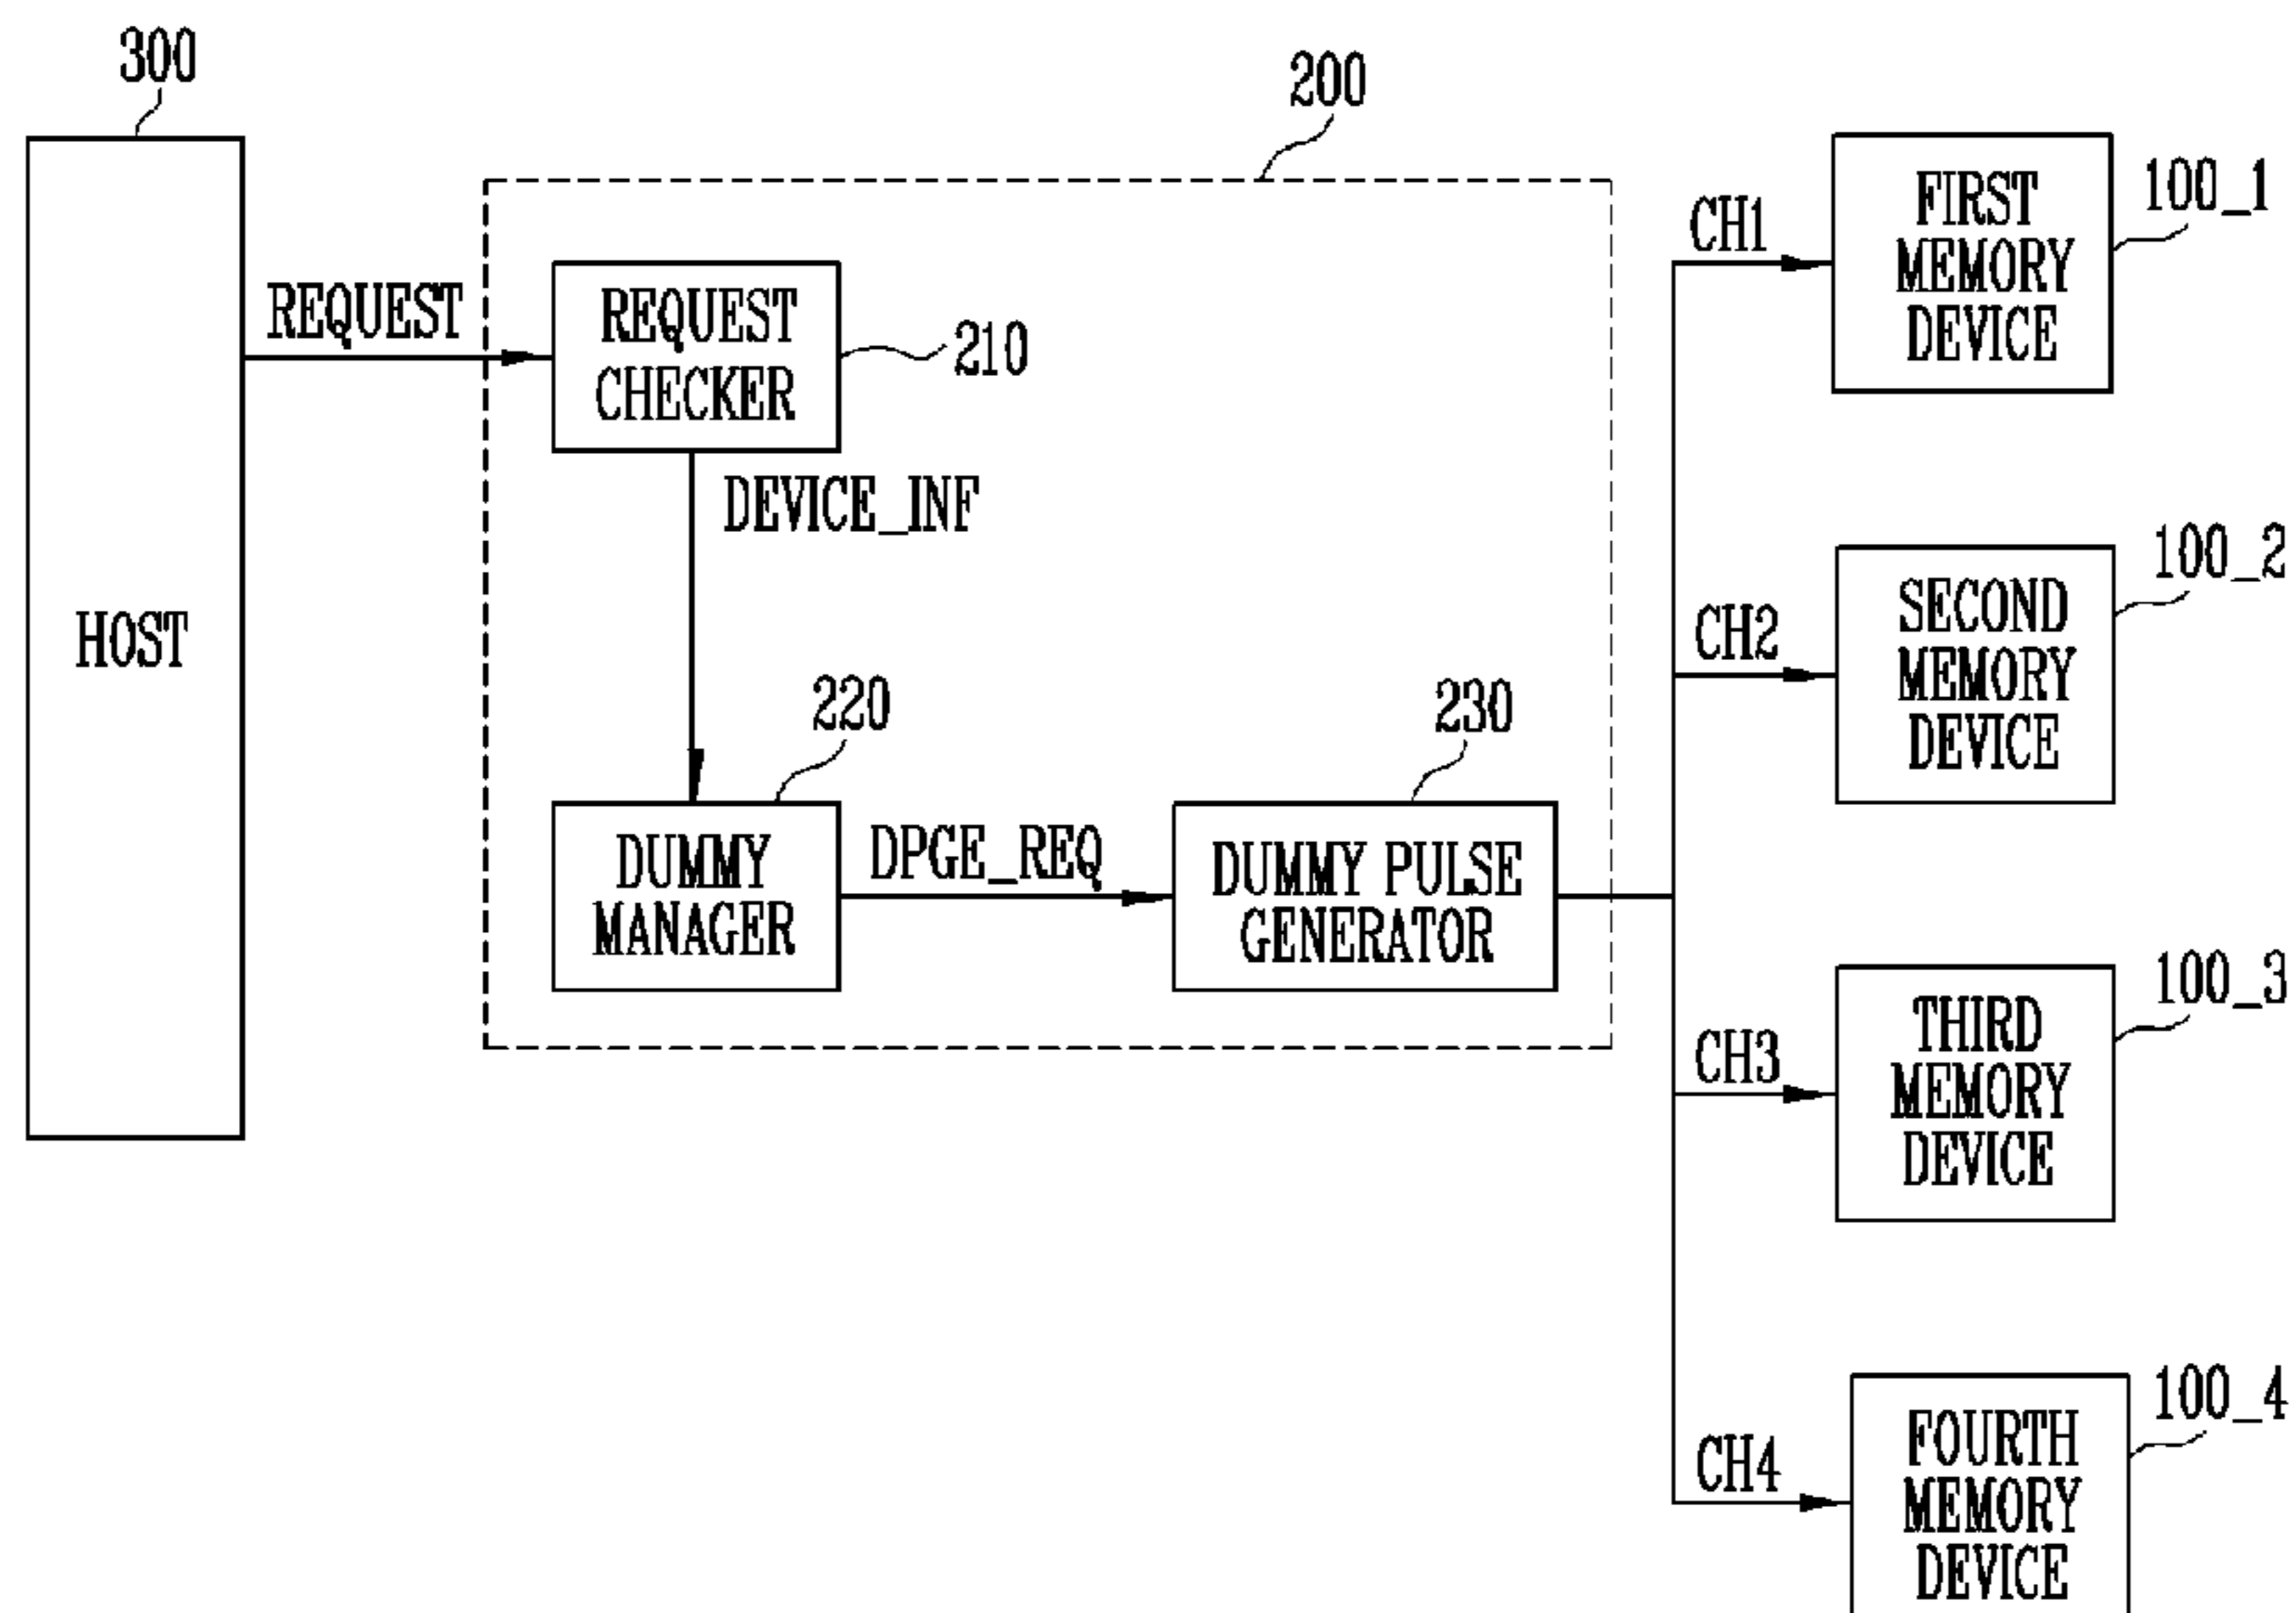 300
200
HOST
REQUEST
REQUEST
CHECKER
210
DEVICE_INF
220
DUMMY
MANAGER
DPGE_REQ
230
DUMMY PULSE
GENERATOR
CH1
FIRST
MEMORY
DEVICE
100_1
CH2
SECOND
MEMORY
DEVICE
100_2
CH3
THIRD
MEMORY
DEVICE
100_3
CH4
FOURTH
MEMORY
DEVICE
100_4